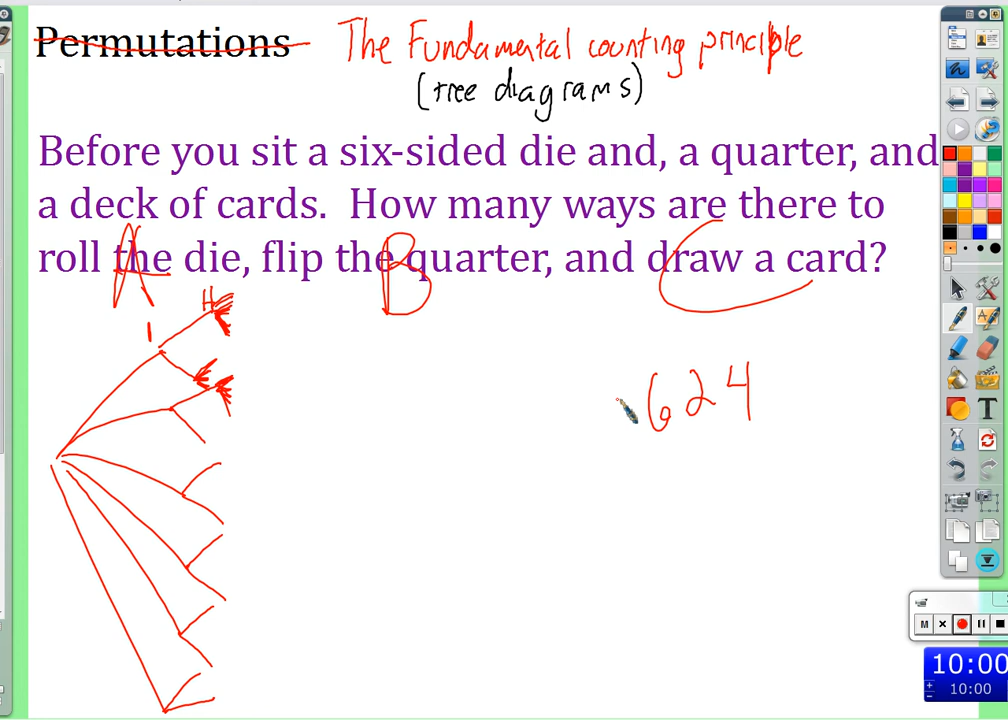 Permutations The Fundamental counting principle
(tree diagrams)
Before you sit a six-sided die and, a quarter, and
a deck of cards. How many ways are there to
roll the die, flip the quarter, and draw a card?
A B C
H
1
624
M
10:00
10:00